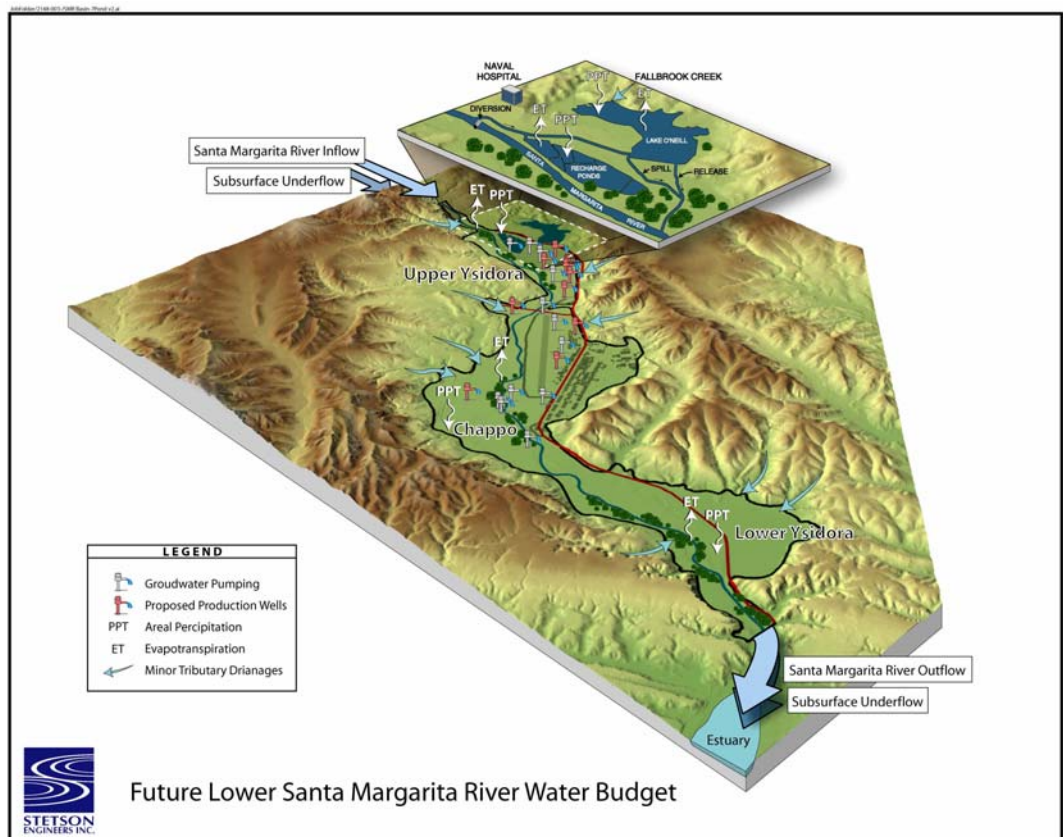 NAVAL
HOSPITAL
PPT
FALLBROOK CREEK
ET
DIVERSION
ET
PPT
LAKE O'NEILL
SANTA
MARGARITA
RIVER
RECHARGE
PONDS
SPILL
RELEASE
Santa Margarita River Inflow
Subsurface Underflow
ET
PPT
Upper Ysidora
ET
PPT
Chappo
ET
PPT
Lower Ysidora
LEGEND
Groudwater Pumping
Proposed Production Wells
PPT Areal Percipitation
ET Evapotranspiration
Minor Tributary Drianages
Santa Margarita River Outflow
Subsurface Underflow
Estuary
STETSON
ENGINEERS INC.
Future Lower Santa Margarita River Water Budget